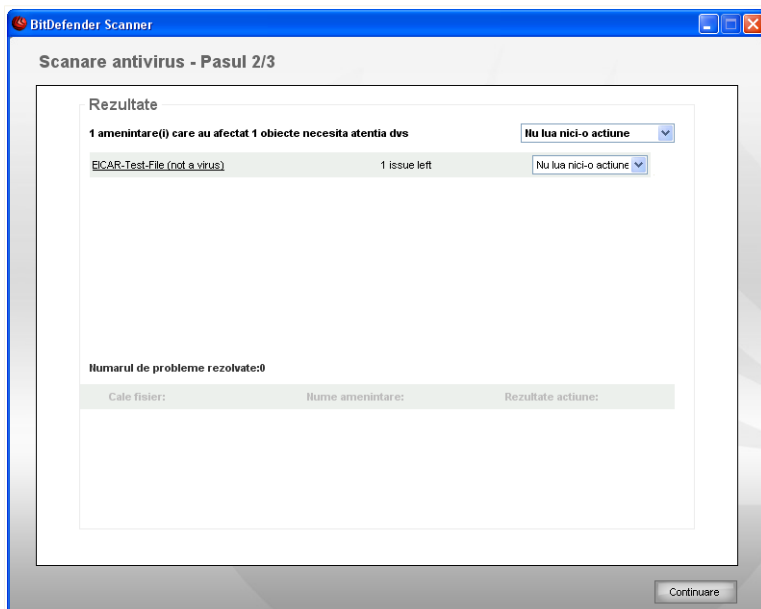 BitDefender Scanner
Scanare antivirus - Pasul 2/3
Rezultate
1 amenintare(i) care au afectat 1 obiecte necesita atentia dvs Nu lua nici-o actiune
EICAR-Test-File (not a virus) 1 issue left Nu lua nici-o actiune
Numarul de probleme rezolvate:0
Cale fisier: Nume amenintare: Rezultate actiune:
Continuare